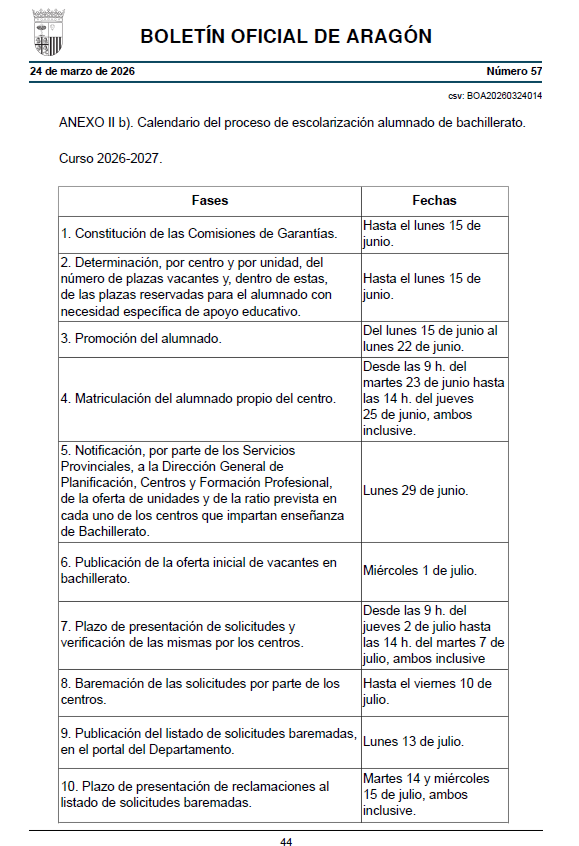 BOLETÍN OFICIAL DE ARAGÓN
24 de marzo de 2026 Número 57
csv: BOA20260324014
ANEXO II b). Calendario del proceso de escolarización alumnado de bachillerato.
Curso 2026-2027.
Fases Fechas
1. Constitución de las Comisiones de Garantías.
Hasta el lunes 15 de
junio.
2. Determinación, por centro y por unidad, del
número de plazas vacantes y, dentro de estas,
de las plazas reservadas para el alumnado con
necesidad específica de apoyo educativo.
Hasta el lunes 15 de
junio.
3. Promoción del alumnado.
Del lunes 15 de junio al
lunes 22 de junio.
4. Matriculación del alumnado propio del centro.
Desde las 9 h. del
martes 23 de junio hasta
las 14 h. del jueves
25 de junio, ambos
inclusive.
5. Notificación, por parte de los Servicios
Provinciales, a la Dirección General de
Planificación, Centros y Formación Profesional,
de la oferta de unidades y de la ratio prevista en
cada uno de los centros que impartan enseñanza
de Bachillerato.
Lunes 29 de junio.
6. Publicación de la oferta inicial de vacantes en
bachillerato.
Miércoles 1 de julio.
7. Plazo de presentación de solicitudes y
verificación de las mismas por los centros.
Desde las 9 h. del
jueves 2 de julio hasta
las 14 h. del martes 7 de
julio, ambos inclusive
8. Baremación de las solicitudes por parte de los
centros.
Hasta el viernes 10 de
julio.
9. Publicación del listado de solicitudes baremadas,
en el portal del Departamento.
Lunes 13 de julio.
10. Plazo de presentación de reclamaciones al
listado de solicitudes baremadas.
Martes 14 y miércoles
15 de julio, ambos
inclusive.
44